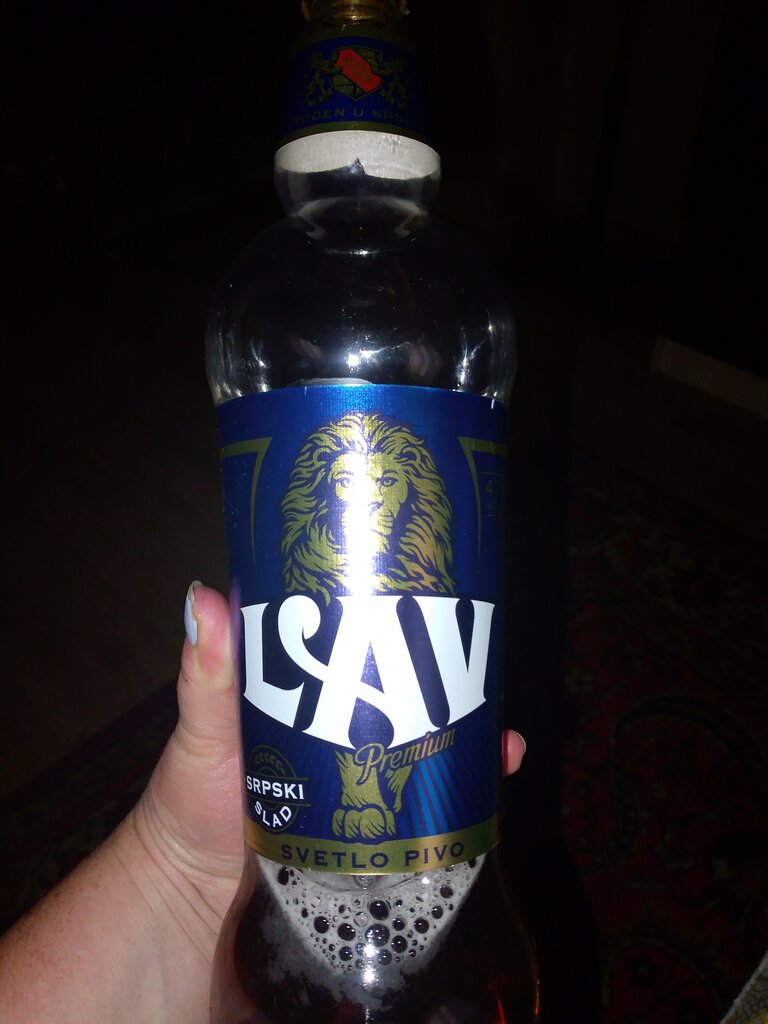 LAV
Premium
SRPSKI
SLAD
SVETLO PIVO